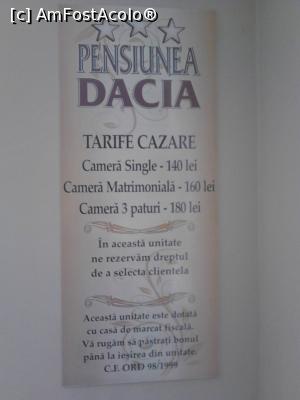 [c] AmFostAcolo®
PENSIUNEA
DACIA
TARIFE CAZARE
Cameră Single - 140 lei
Cameră Matrimonială - 160 lei
Cameră 3 paturi - 180 lei
În această unitate
ne rezervăm dreptul
de a selecta clientela
Această unitate este dotată
cu casă de marcat fiscală.
Vă rugăm să păstrați bonul
până la ieșirea din unitate.
C.F. ORD 98/1999